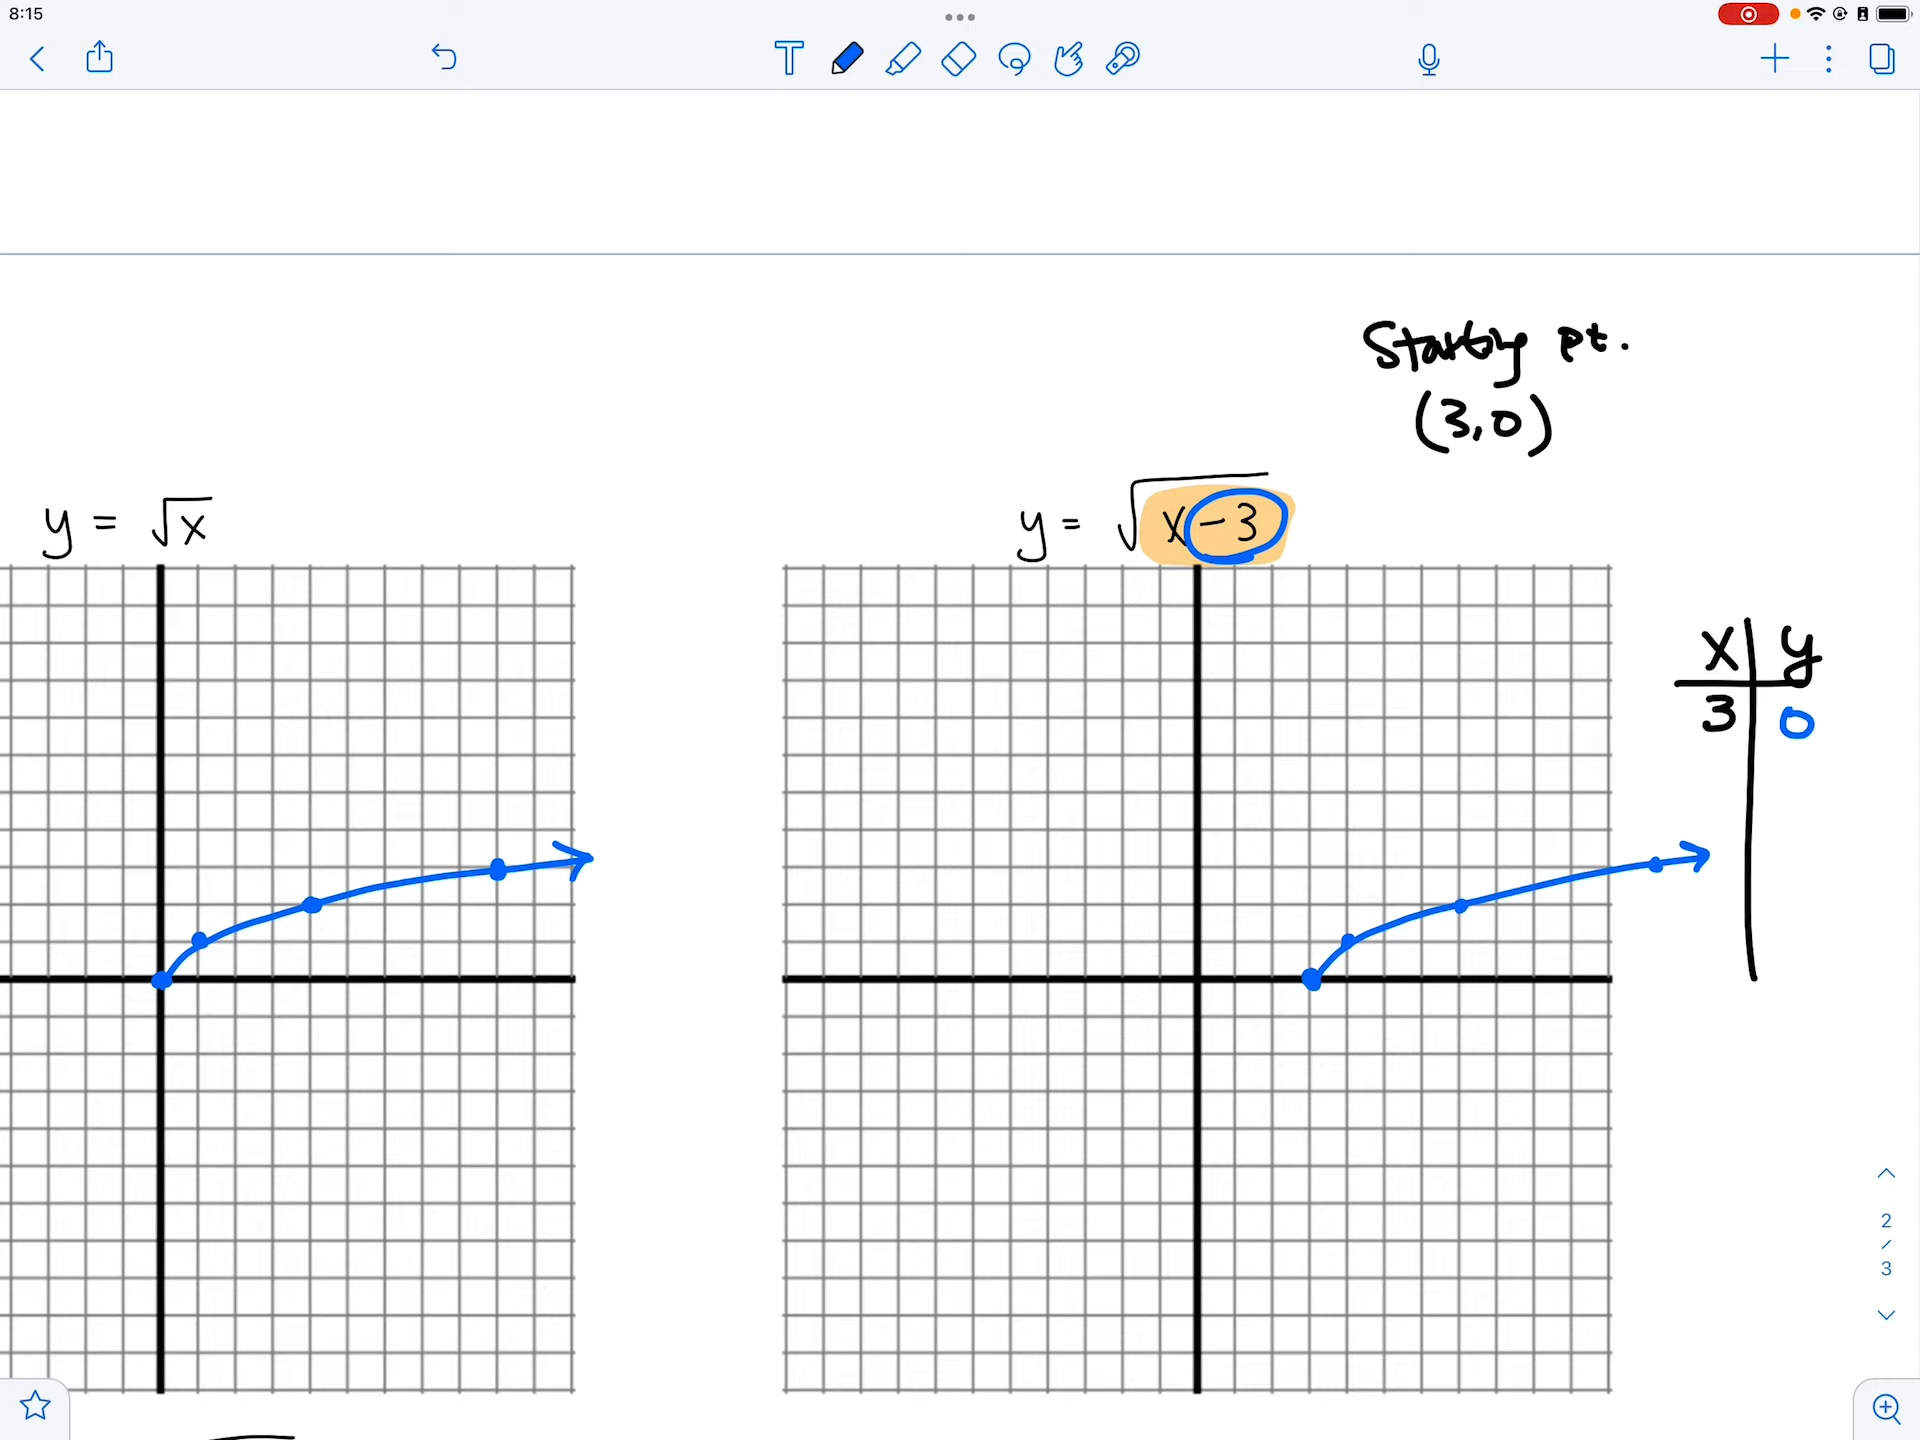 8:15
Starting pt.
(3,0)
y = √x
y = √x-3
x y
3 0
2
/
3